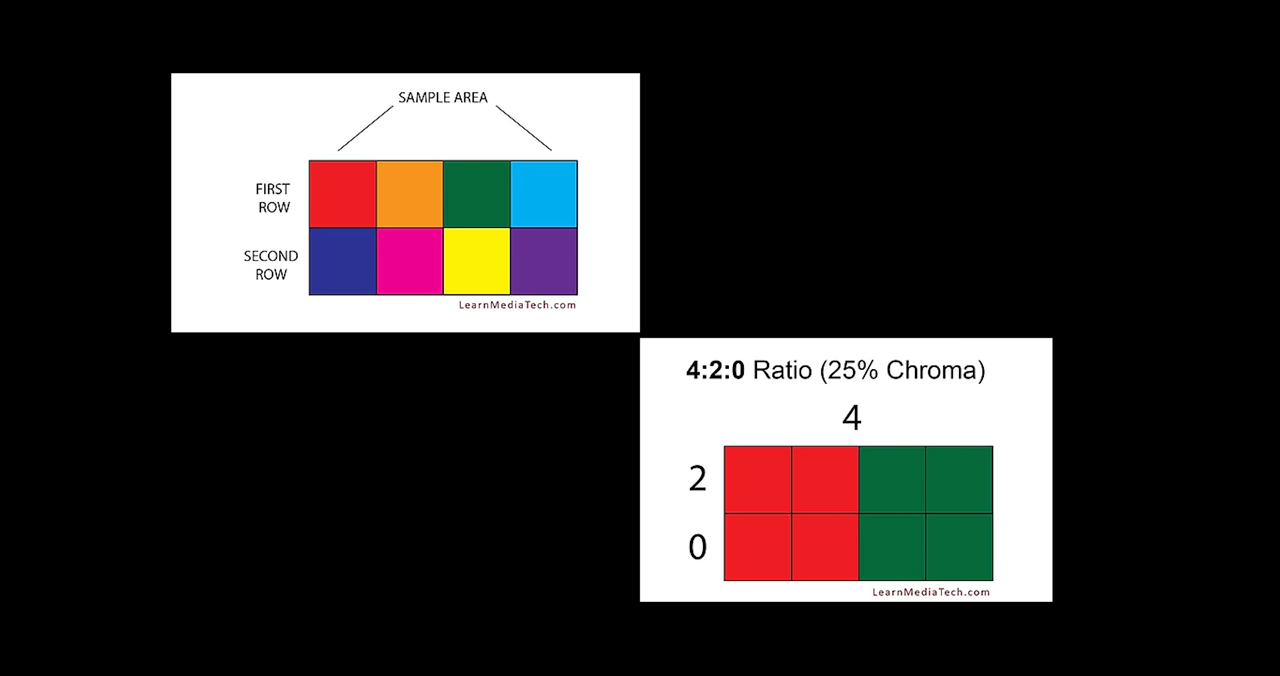 SAMPLE AREA
FIRST
ROW
SECOND
ROW
LearnMediaTech.com
4:2:0 Ratio (25% Chroma)
4
2
0
LearnMediaTech.com